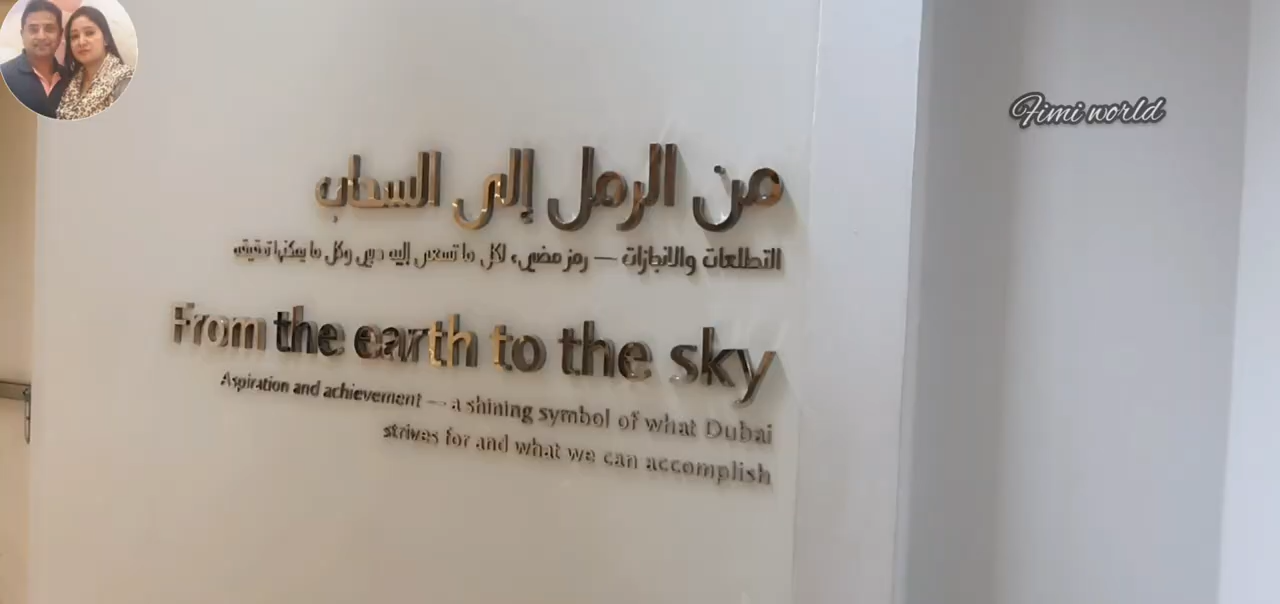 Fimi world
من الرمل إلى السحاب
التطلعات والانجازات — رمز مضيء، لكل ما تسعى إليه دبي وكل ما يمكنها تحقيقه
From the earth to the sky
Aspiration and achievement — a shining symbol of what Dubai
strives for and what we can accomplish